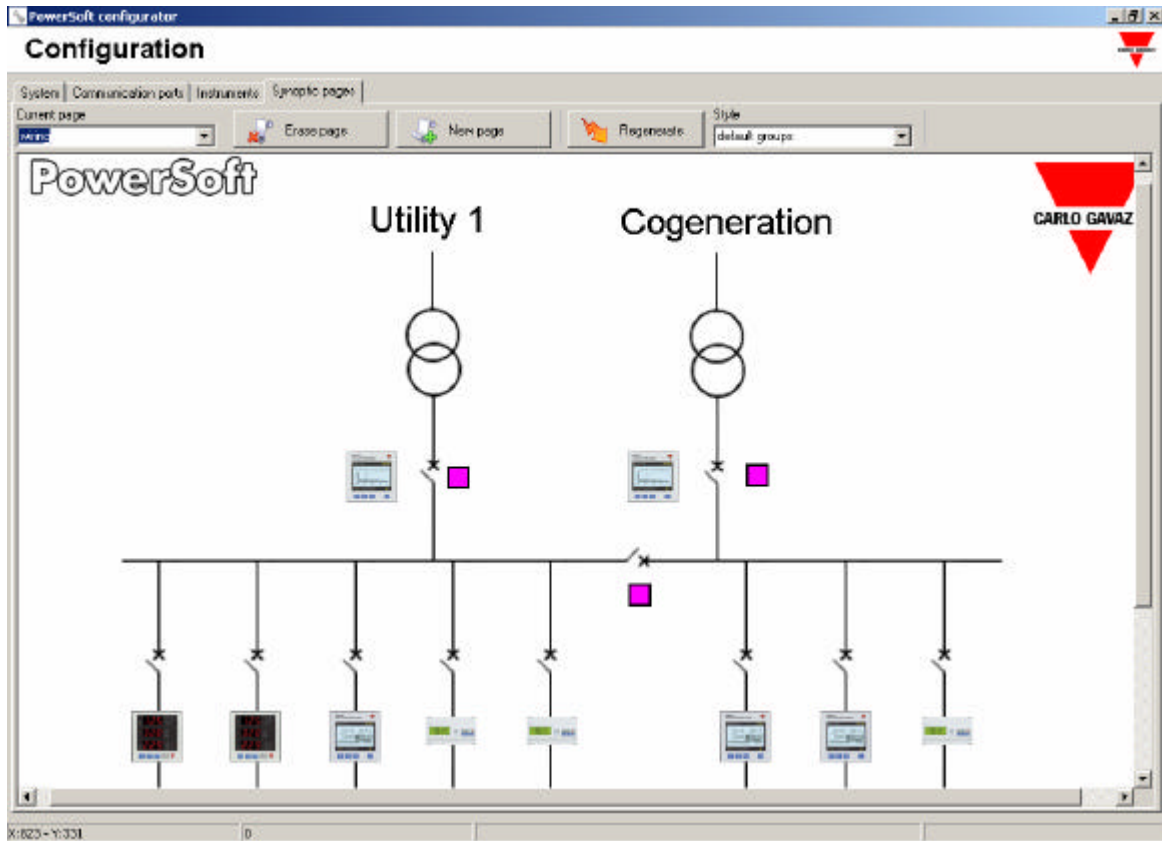 PowerSoft configurator
Configuration
System
Communication ports
Instruments
Synoptic pages
Current page
Erase page
New page
Regenerate
Style
default groups
PowerSoft
CARLO GAVAZ
Utility 1
Cogeneration
X:823 - Y:331
0